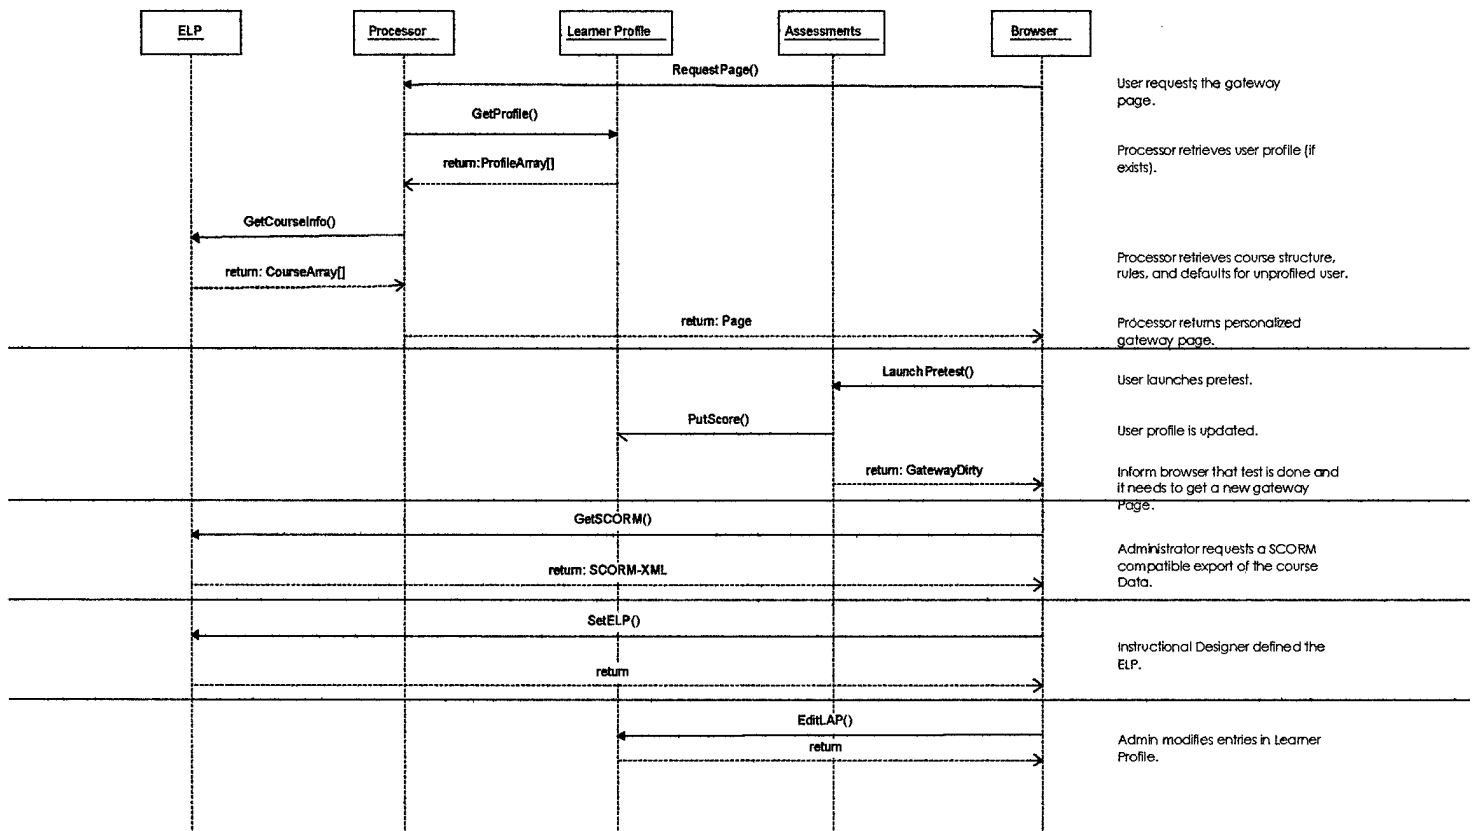 ELP
Processor
Learner Profile
Assessments
Browser
RequestPage()
User requests the gateway
page.
GetProfile()
return:ProfileArray[]
Processor retrieves user profile (if
exists).
GetCourseInfo()
return: CourseArray[]
Processor retrieves course structure,
rules, and defaults for unprofiled user.
return: Page
Processor returns personalized
gateway page.
Launch Pretest()
User launches pretest.
PutScore()
User profile is updated.
return: GatewayDirty
Inform browser that test is done and
it needs to get a new gateway
Page.
GetSCORM()
return: SCORM-XML
Administrator requests a SCORM
compatible export of the course
Data.
SetELP()
return
Instructional Designer defined the
ELP.
EditLAP()
return
Admin modifies entries in Learner
Profile.